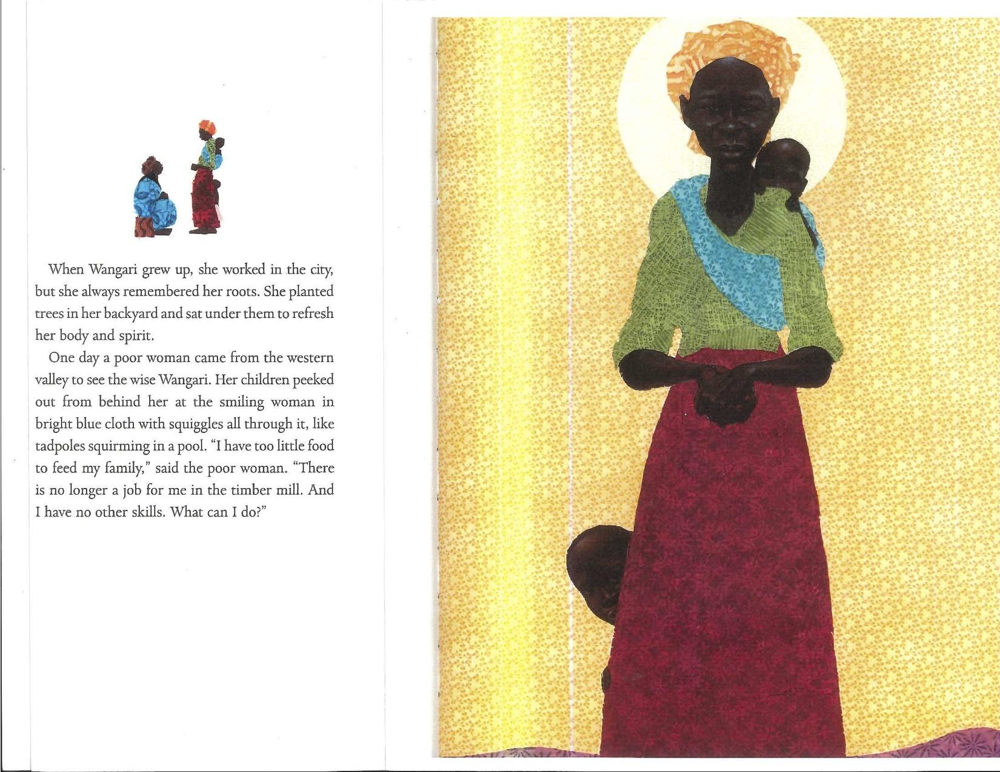 When Wangari grew up, she worked in the city,
but she always remembered her roots. She planted
trees in her backyard and sat under them to refresh
her body and spirit.
One day a poor woman came from the western
valley to see the wise Wangari. Her children peeked
out from behind her at the smiling woman in
bright blue cloth with squiggles all through it, like
tadpoles squirming in a pool. “I have too little food
to feed my family,” said the poor woman. “There
is no longer a job for me in the timber mill. And
I have no other skills. What can I do?”